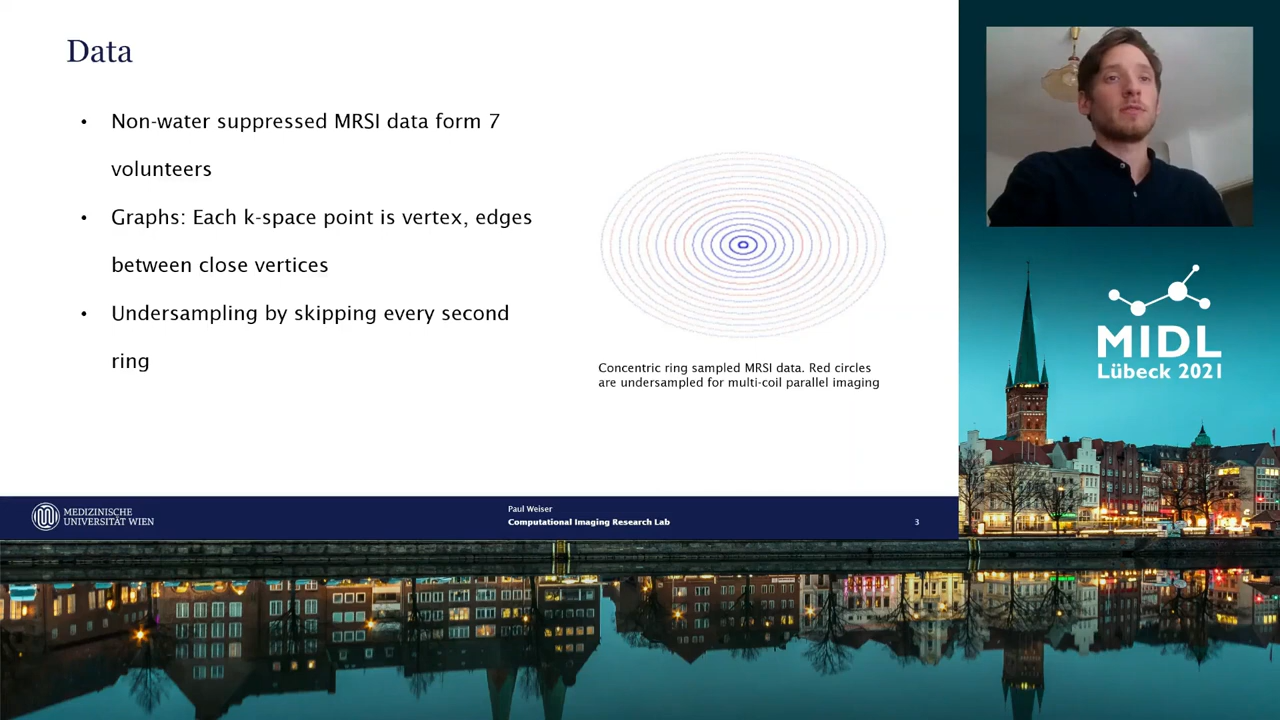 Data
• Non-water suppressed MRSI data form 7
volunteers
• Graphs: Each k-space point is vertex, edges
between close vertices
• Undersampling by skipping every second
ring
Concentric ring sampled MRSI data. Red circles
are undersampled for multi-coil parallel imaging
MEDIZINISCHE
UNIVERSITÄT WIEN
Paul Weiser
Computational Imaging Research Lab
3
MIDL
Lübeck 2021